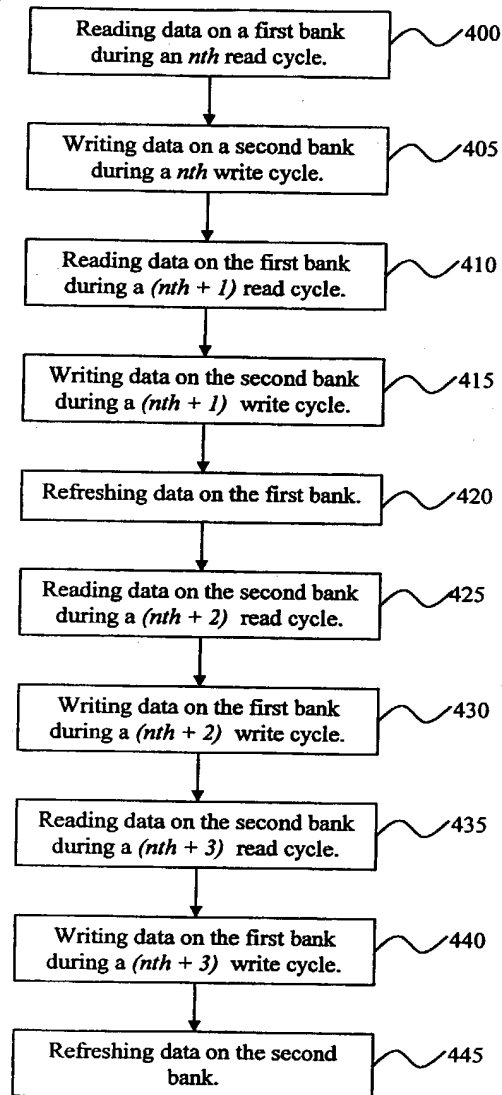 Reading data on a first bank
during an nth read cycle.
400
Writing data on a second bank
during a nth write cycle.
405
Reading data on the first bank
during a (nth + 1) read cycle.
410
Writing data on the second bank
during a (nth + 1) write cycle.
415
Refreshing data on the first bank.
420
Reading data on the second bank
during a (nth + 2) read cycle.
425
Writing data on the first bank
during a (nth + 2) write cycle.
430
Reading data on the second bank
during a (nth + 3) read cycle.
435
Writing data on the first bank
during a (nth + 3) write cycle.
440
Refreshing data on the second
bank.
445